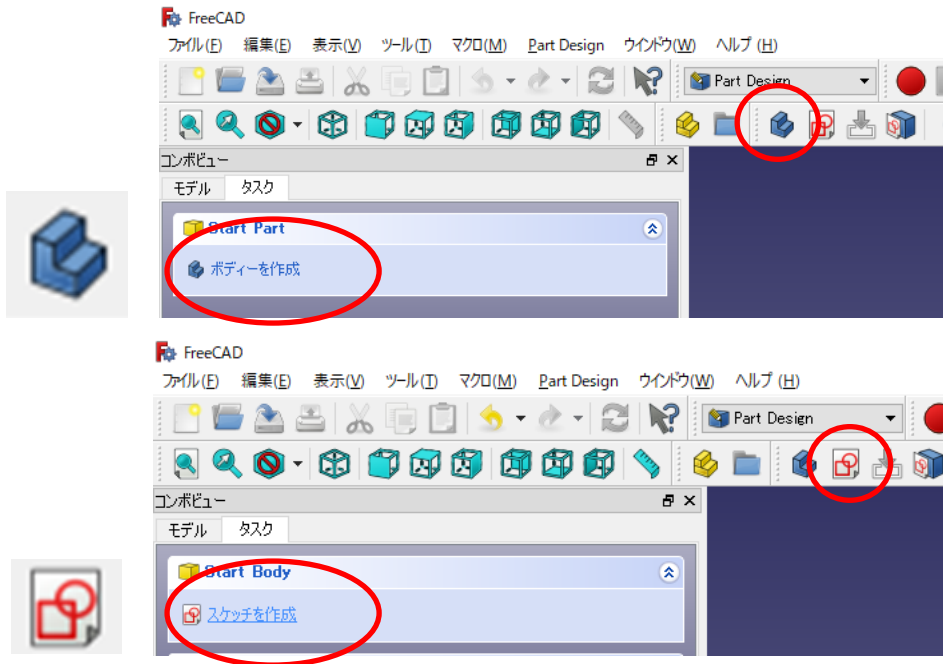 FreeCAD
ファイル(F) 編集(E) 表示(V) ツール(T) マクロ(M) Part Design ウインドウ(W) ヘルプ (H)
Part Design
コンボビュー
モデル タスク
Start Part
ボディーを作成
FreeCAD
ファイル(F) 編集(E) 表示(V) ツール(T) マクロ(M) Part Design ウインドウ(W) ヘルプ (H)
Part Design
コンボビュー
モデル タスク
Start Body
スケッチを作成